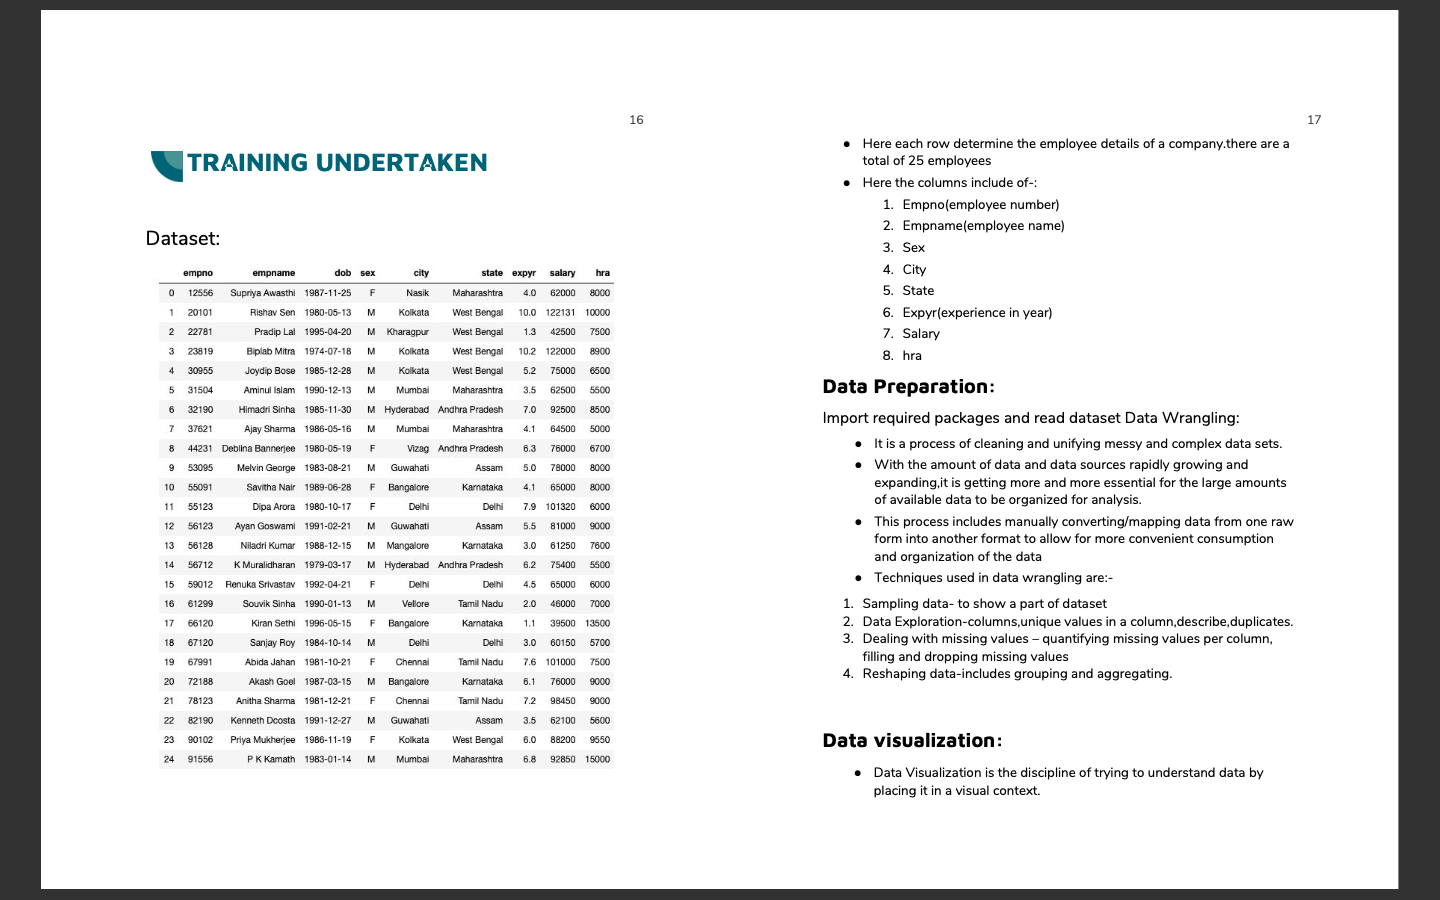 16
TRAINING UNDERTAKEN
Dataset:
empno empname dob sex city state expyr salary hra
0 12556 Supriya Awasthi 1987-11-25 F Nasik Maharashtra 4.0 62000 8000
1 20101 Rishav Sen 1980-05-13 M Kolkata West Bengal 10.0 122131 10000
2 22781 Pradip Lal 1995-04-20 M Kharagpur West Bengal 1.3 42500 7500
3 23819 Biplab Mitra 1974-07-18 M Kolkata West Bengal 10.2 122000 8900
4 30955 Joydip Bose 1985-12-28 M Kolkata West Bengal 5.2 75000 6500
5 31504 Aminul Islam 1990-12-13 M Mumbai Maharashtra 3.5 62500 5500
6 32190 Himadri Sinha 1985-11-30 M Hyderabad Andhra Pradesh 7.0 92500 8500
7 37621 Ajay Sharma 1986-05-16 M Mumbai Maharashtra 4.1 64500 5000
8 44231 Deblina Bannerjee 1980-05-19 F Vizag Andhra Pradesh 6.3 76000 6700
9 53095 Melvin George 1983-08-21 M Guwahati Assam 5.0 78000 8000
10 55091 Savitha Nair 1989-06-28 F Bangalore Karnataka 4.1 65000 8000
11 55123 Dipa Arora 1980-10-17 F Delhi Delhi 7.9 101320 6000
12 56123 Ayan Goswami 1991-02-21 M Guwahati Assam 5.5 81000 9000
13 56128 Niladri Kumar 1988-12-15 M Mangalore Karnataka 3.0 61250 7600
14 56712 K Muralidharan 1979-03-17 M Hyderabad Andhra Pradesh 6.2 75400 5500
15 59012 Renuka Srivastav 1992-04-21 F Delhi Delhi 4.5 65000 6000
16 61299 Souvik Sinha 1990-01-13 M Vellore Tamil Nadu 2.0 46000 7000
17 66120 Kiran Sethi 1996-05-15 F Bangalore Karnataka 1.1 39500 13500
18 67120 Sanjay Roy 1984-10-14 M Delhi Delhi 3.0 60150 5700
19 67991 Abida Jahan 1981-10-21 F Chennai Tamil Nadu 7.6 101000 7500
20 72188 Akash Goel 1987-03-15 M Bangalore Karnataka 6.1 76000 9000
21 78123 Anitha Sharma 1981-12-21 F Chennai Tamil Nadu 7.2 98450 9000
22 82190 Kenneth Dcosta 1991-12-27 M Guwahati Assam 3.5 62100 5600
23 90102 Priya Mukherjee 1986-11-19 F Kolkata West Bengal 6.0 88200 9550
24 91556 P K Kamath 1983-01-14 M Mumbai Maharashtra 6.8 92850 15000
17
● Here each row determine the employee details of a company.there are a
total of 25 employees
● Here the columns include of-:
1. Empno(employee number)
2. Empname(employee name)
3. Sex
4. City
5. State
6. Expyr(experience in year)
7. Salary
8. hra
Data Preparation:
Import required packages and read dataset Data Wrangling:
● It is a process of cleaning and unifying messy and complex data sets.
● With the amount of data and data sources rapidly growing and
expanding,it is getting more and more essential for the large amounts
of available data to be organized for analysis.
● This process includes manually converting/mapping data from one raw
form into another format to allow for more convenient consumption
and organization of the data
● Techniques used in data wrangling are:-
1. Sampling data- to show a part of dataset
2. Data Exploration-columns,unique values in a column,describe,duplicates.
3. Dealing with missing values – quantifying missing values per column,
filling and dropping missing values
4. Reshaping data-includes grouping and aggregating.
Data visualization:
● Data Visualization is the discipline of trying to understand data by
placing it in a visual context.